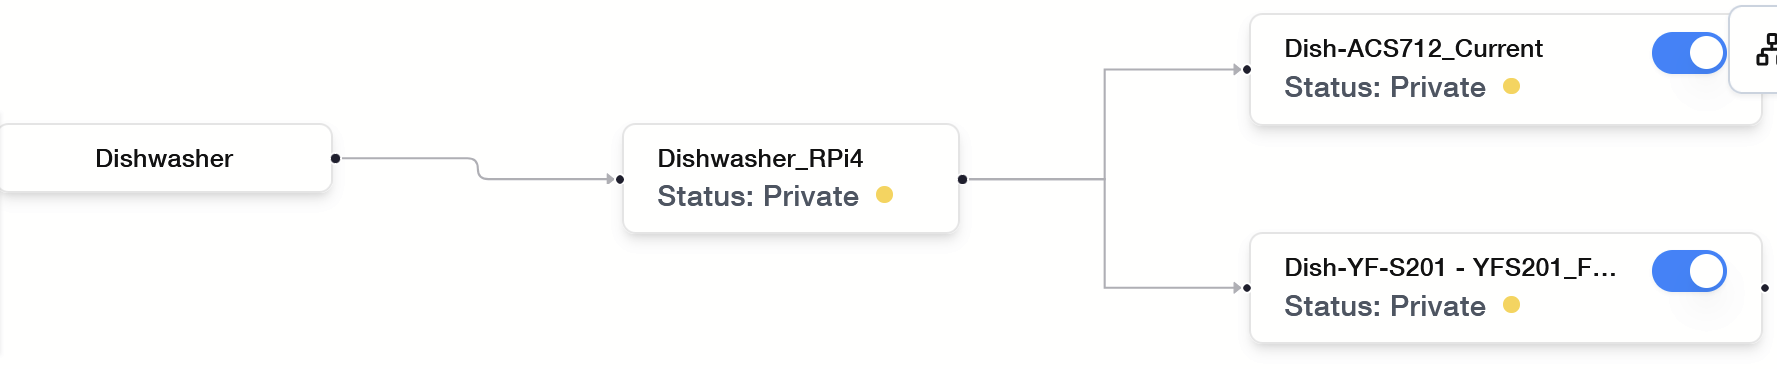 Dishwasher
Dishwasher_RPi4
Status: Private
Dish-ACS712_Current
Status: Private
Dish-YF-S201 - YFS201_F...
Status: Private